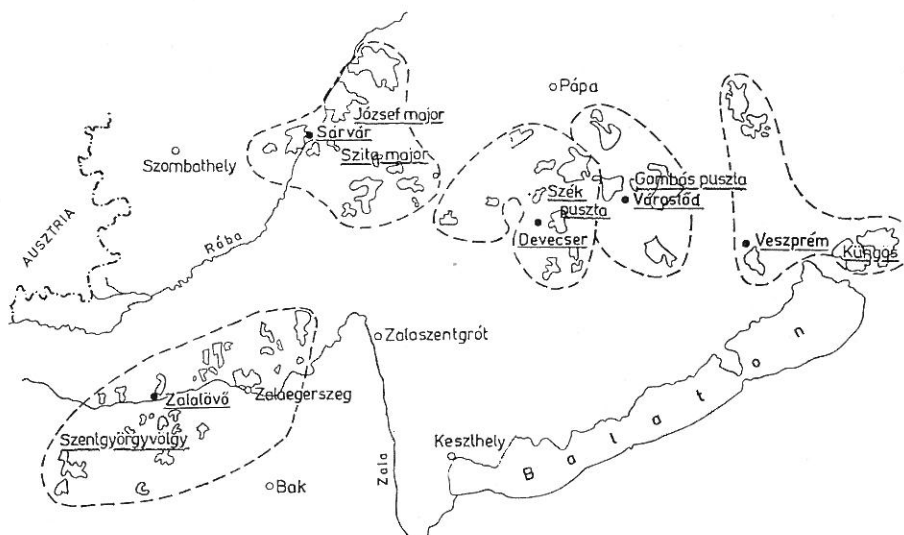 Pápa
József major
Sárvár
Szombathely
Szita major
Gombás puszta
Szék
puszta
Városlőd
AUSZTRIA
Rába
Devecser
Veszprém
Küngös
Zalaszentgrót
Zalalövő
Zalaegerszeg
Szentgyörgyvölgy
Keszthely
Balaton
Zala
Bak